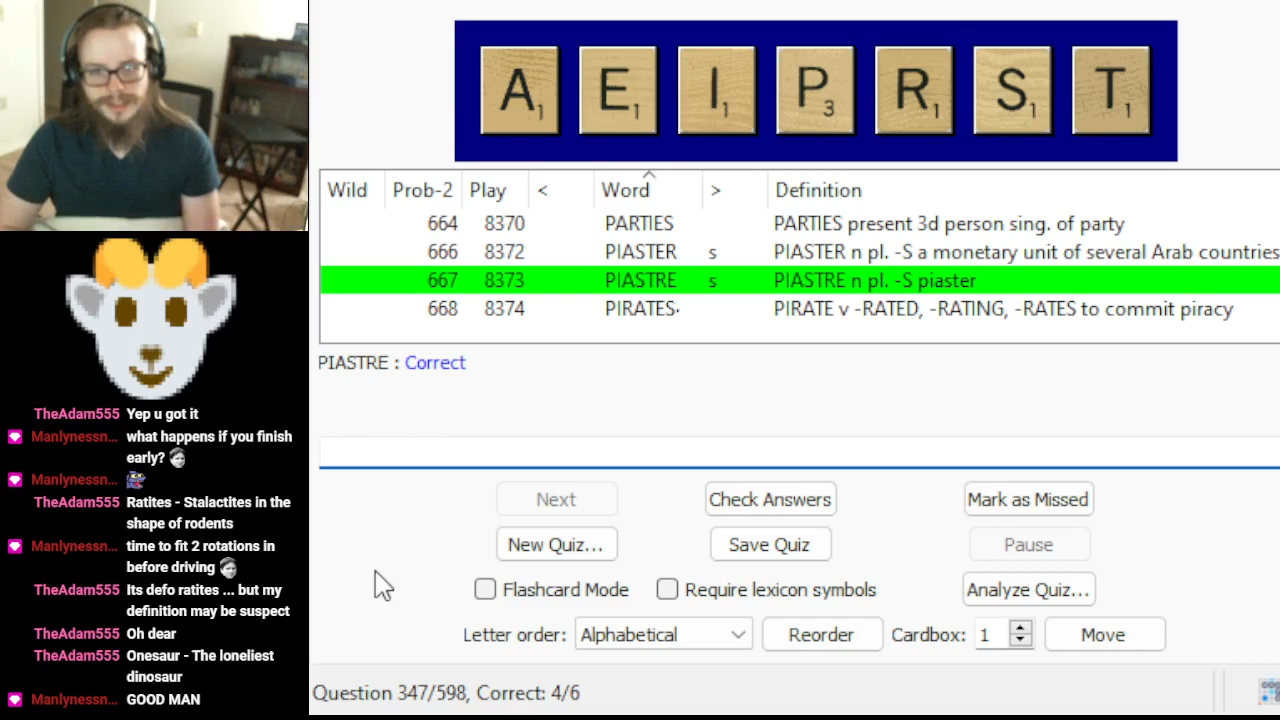 A1 E1 I1 P3 R1 S1 T1
Wild Prob-2 Play < Word > Definition
664 8370 PARTIES PARTIES present 3d person sing. of party
666 8372 PIASTER s PIASTER n pl. -S a monetary unit of several Arab countries
667 8373 PIASTRE s PIASTRE n pl. -S piaster
668 8374 PIRATES· PIRATE v -RATED, -RATING, -RATES to commit piracy
PIASTRE : Correct
Next Check Answers Mark as Missed
New Quiz... Save Quiz Pause
Flashcard Mode Require lexicon symbols Analyze Quiz...
Letter order: Alphabetical Reorder Cardbox: 1 Move
Question 347/598, Correct: 4/6
TheAdam555 Yep u got it
Manlynessn... what happens if you finish
early?
Manlynessn...
TheAdam555 Ratites - Stalactites in the
shape of rodents
Manlynessn... time to fit 2 rotations in
before driving
TheAdam555 Its defo ratites ... but my
definition may be suspect
TheAdam555 Oh dear
TheAdam555 Onesaur - The loneliest
dinosaur
Manlynessn... GOOD MAN